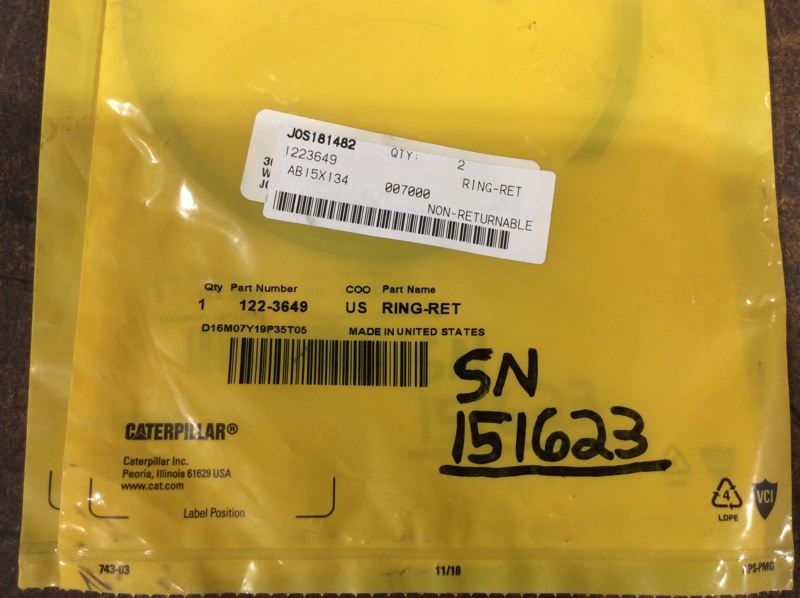 JOS181482
1223649 QTY: 2
AB15X134 007000 RING-RET
NON-RETURNABLE
Qty Part Number COO Part Name
1 122-3649 US RING-RET
D16M07Y19P35T05 MADE IN UNITED STATES
SN
151623
CATERPILLAR®
Caterpillar Inc.
Peoria, Illinois 61629 USA
www.cat.com
Label Position
4
LDPE
VCI
743-03 11/18